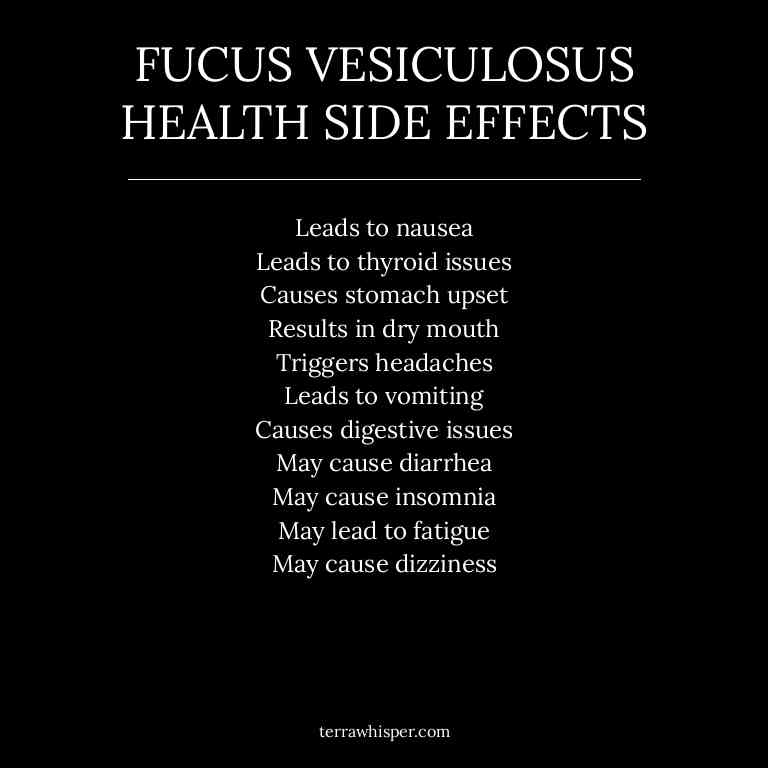 FUCUS VESICULOSUS
HEALTH SIDE EFFECTS
Leads to nausea
Leads to thyroid issues
Causes stomach upset
Results in dry mouth
Triggers headaches
Leads to vomiting
Causes digestive issues
May cause diarrhea
May cause insomnia
May lead to fatigue
May cause dizziness
terrawhisper.com